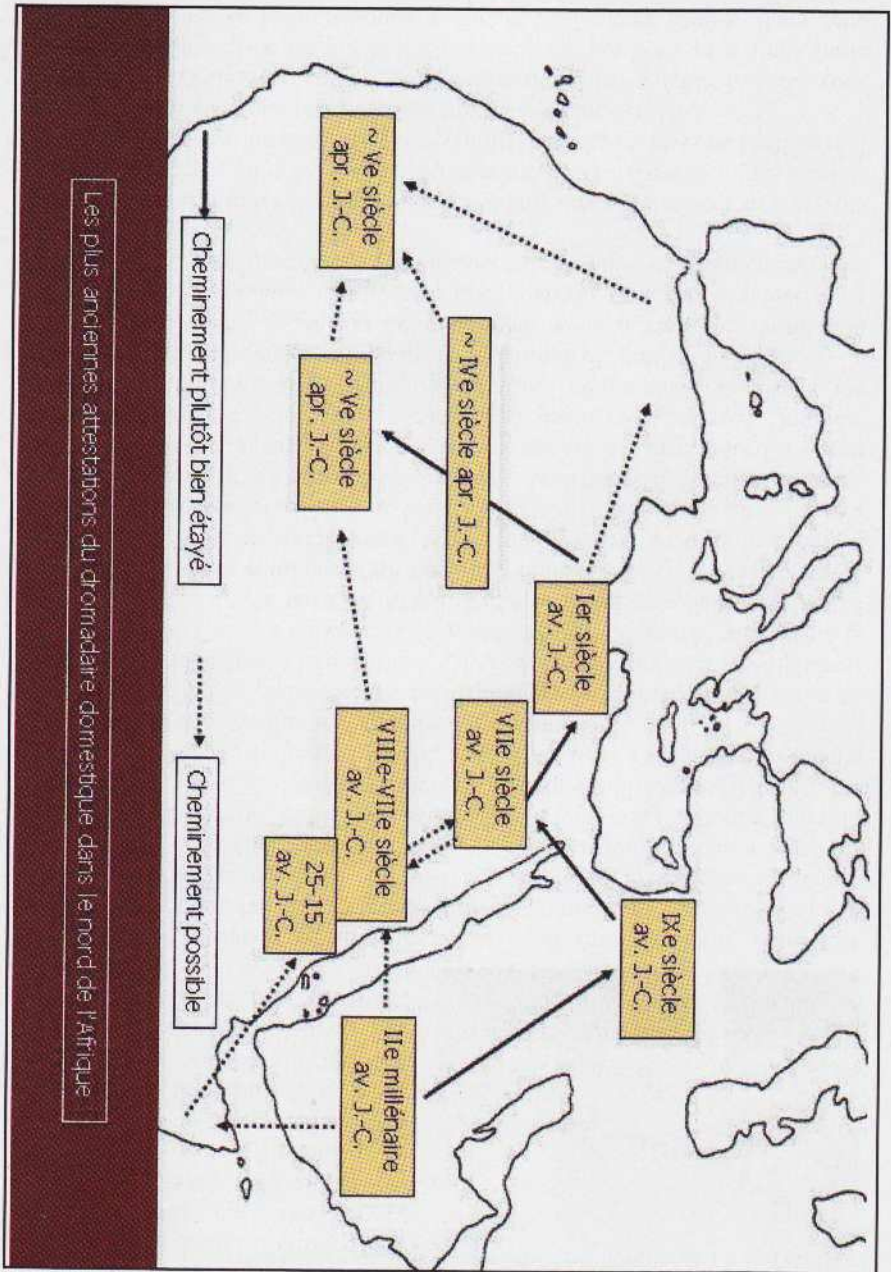 ~ Ve siècle
apr. J.-C.
~ IVe siècle apr. J.-C.
~ Ve siècle
apr. J.-C.
Ier siècle
av. J.-C.
VIIe siècle
av. J.-C.
VIIIe-VIIe siècle
av. J.-C.
25-15
av. J.-C.
IXe siècle
av. J.-C.
IIe millénaire
av. J.-C.
Cheminement plutôt bien étayé
Cheminement possible
Les plus anciennes attestations du dromadaire domestique dans le nord de l'Afrique